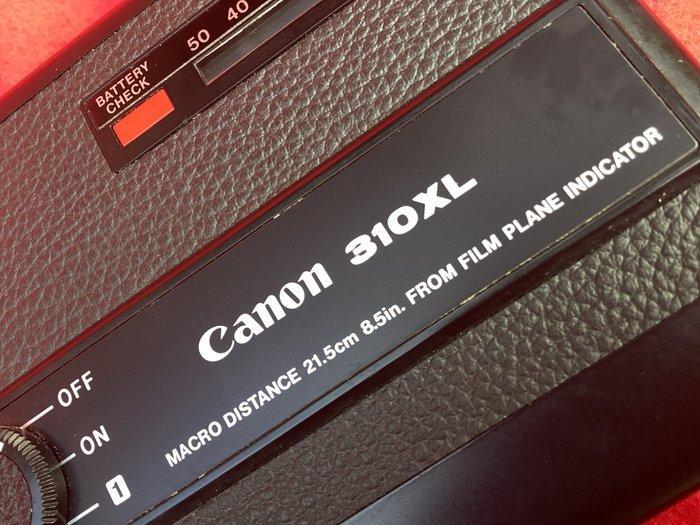 BATTERY
CHECK
50 40
Canon 310XL
MACRO DISTANCE 21.5cm 8.5in. FROM FILM PLANE INDICATOR
OFF
ON
1